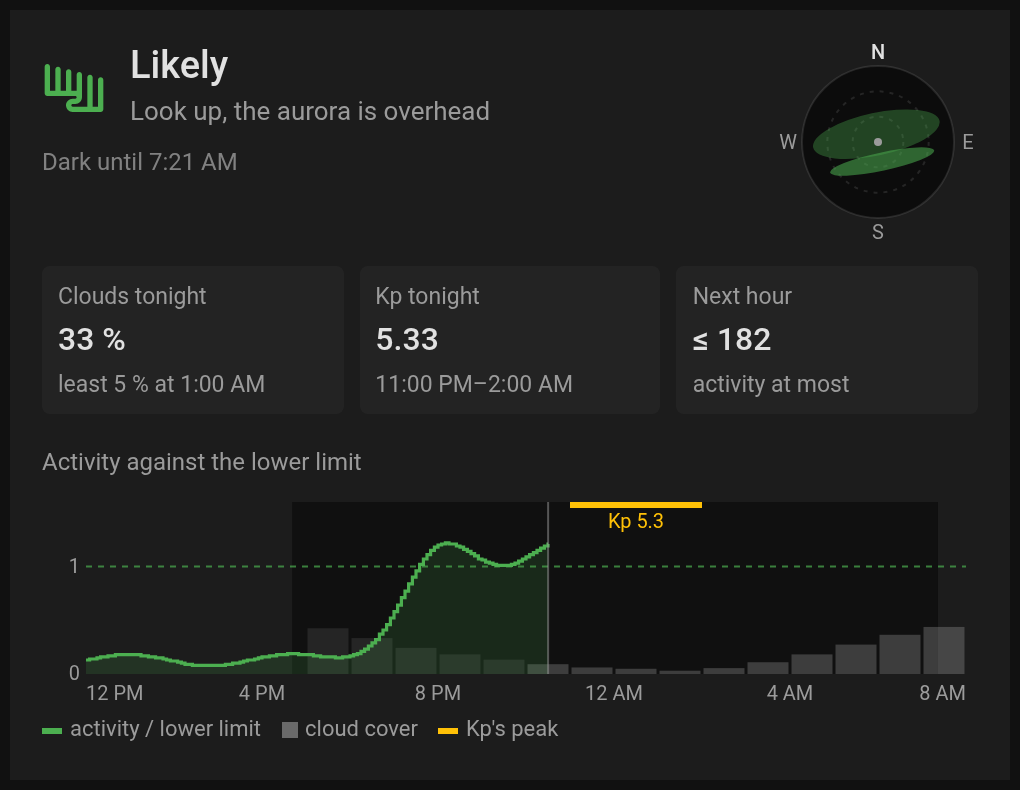 Likely
Look up, the aurora is overhead
Dark until 7:21 AM
N
W
E
S
Clouds tonight
33 %
least 5 % at 1:00 AM
Kp tonight
5.33
11:00 PM–2:00 AM
Next hour
≤ 182
activity at most
Activity against the lower limit
Kp 5.3
1
0
12 PM 4 PM 8 PM 12 AM 4 AM 8 AM
activity / lower limit cloud cover Kp's peak